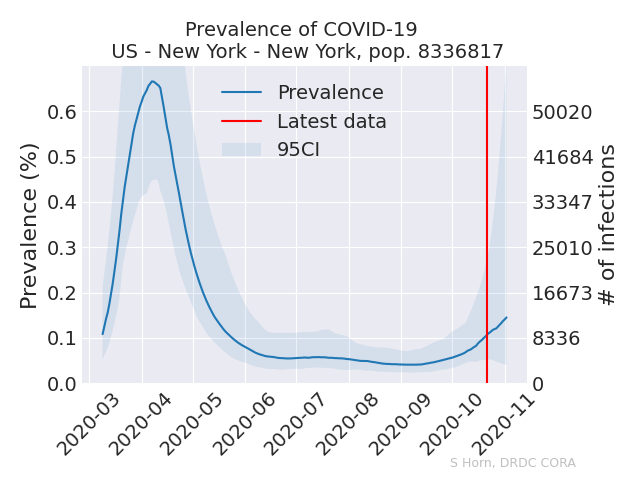 Prevalence of COVID-19
US - New York - New York, pop. 8336817
Prevalence
Latest data
95CI
Prevalence (%)
0.6
0.5
0.4
0.3
0.2
0.1
0.0
50020
41684
33347
25010
16673
8336
0
# of infections
2020-03
2020-04
2020-05
2020-06
2020-07
2020-08
2020-09
2020-10
2020-11
S Horn, DRDC CORA